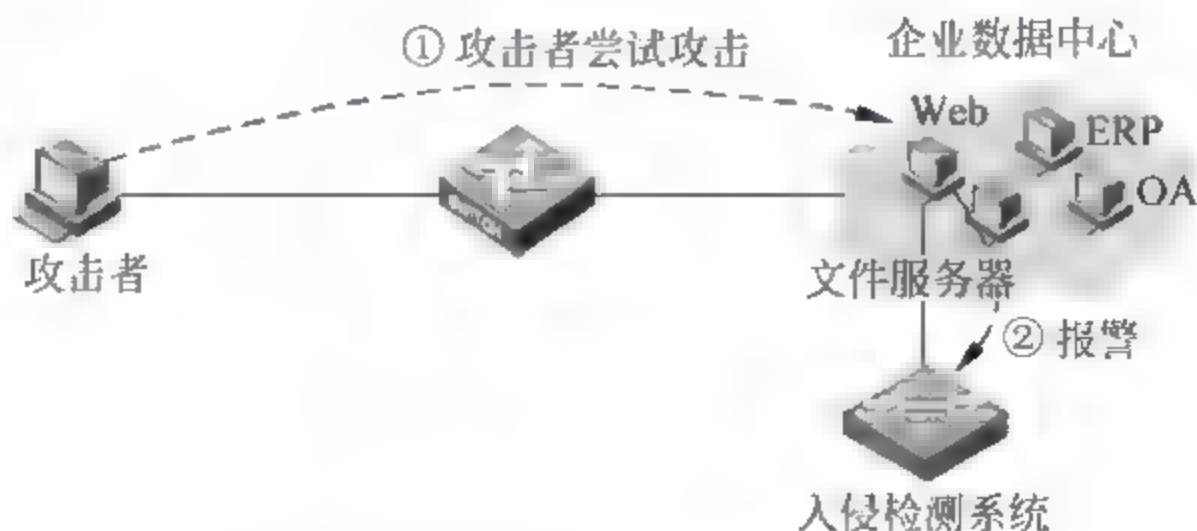 ① 攻击者尝试攻击
企业数据中心
Web
ERP
OA
攻击者
文件服务器
② 报警
入侵检测系统